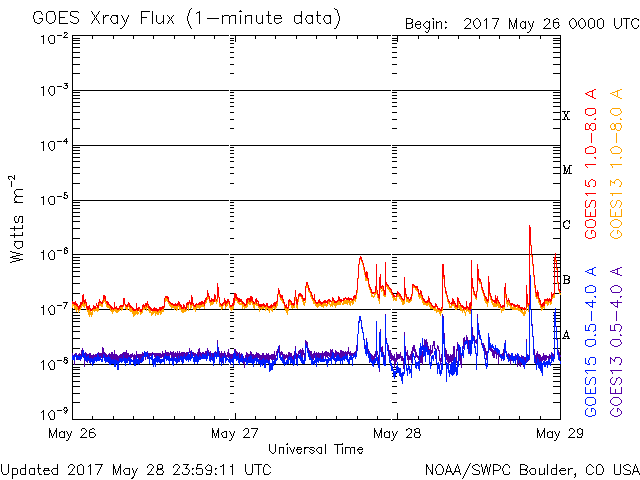 GOES Xray Flux (1-minute data)
Begin: 2017 May 26 0000 UTC
10-2
10-3
10-4
10-5
10-6
10-7
10-8
10-9
Watts m-2
X
M
C
B
A
GOES15 1.0-8.0 A
GOES13 1.0-8.0 A
GOES15 0.5-4.0 A
GOES13 0.5-4.0 A
May 26
May 27
May 28
May 29
Universal Time
Updated 2017 May 28 23:59:11 UTC
NOAA/SWPC Boulder, CO USA